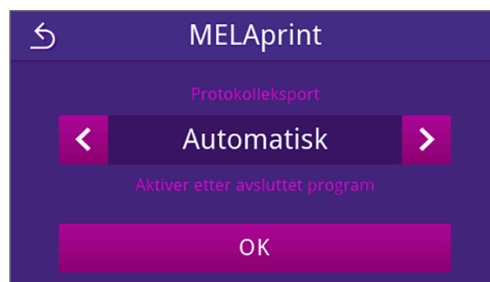 MELAprint
Protokolleksport
Automatisk
Aktiver etter avsluttet program
OK